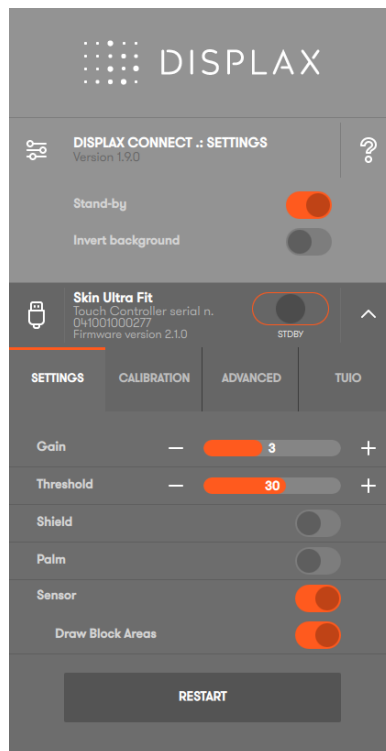 DISPLAX
DISPLAX CONNECT .: SETTINGS
Version 1.9.0
?
Stand-by
Invert background
Skin Ultra Fit
Touch Controller serial n.
041001000277
Firmware version 2.1.0
STDBY
SETTINGS CALIBRATION ADVANCED TUIO
Gain − 3 +
Threshold − 30 +
Shield
Palm
Sensor
Draw Block Areas
RESTART